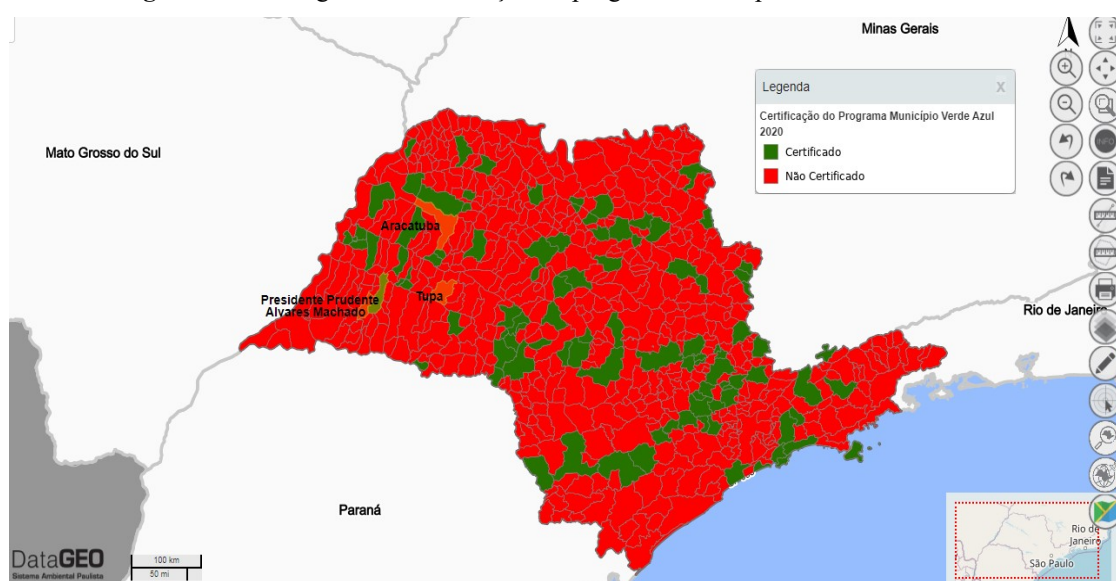 Minas Gerais
Legenda
X
Certificação do Programa Município Verde Azul
2020
Certificado
Não Certificado
Mato Grosso do Sul
Aracatuba
Presidente Prudente
Alvares Machado
Tupa
Rio de Janeiro
Paraná
DataGEO
Sistema Ambiental Paulista
100 km
50 mi
Rio de
Janeiro
São Paulo